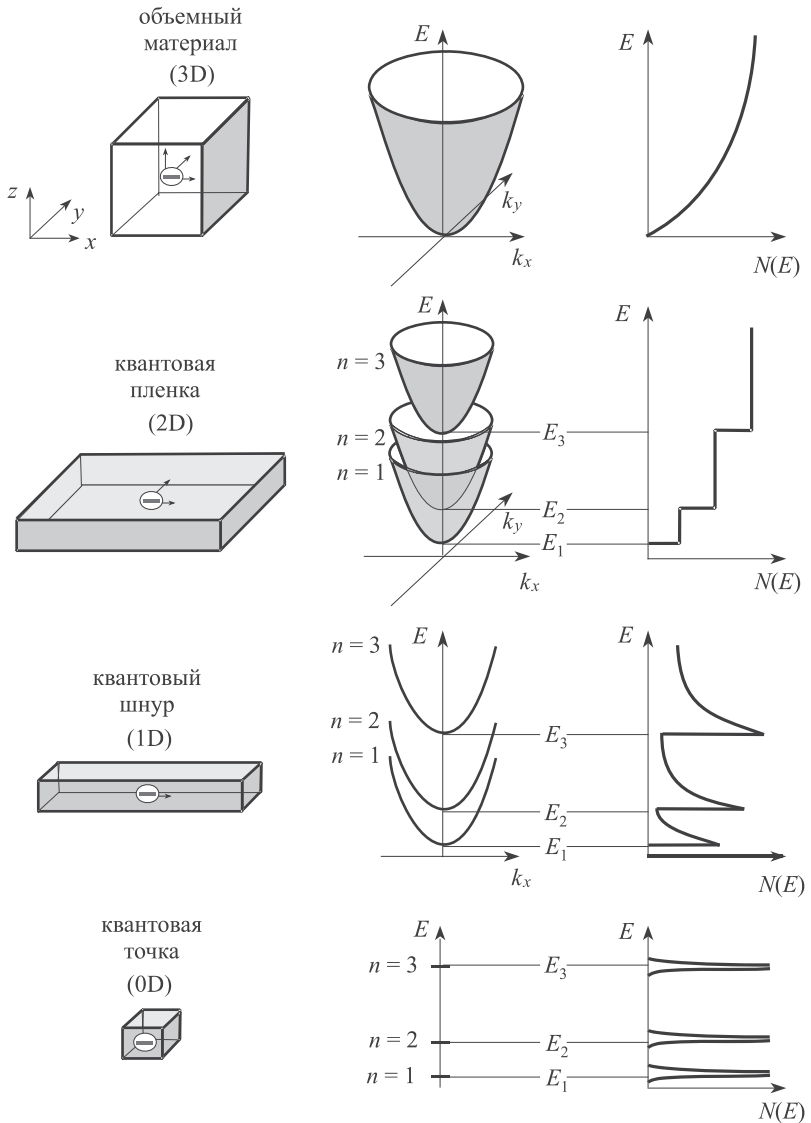 объемный
материал
(3D)
z
y
x
E
k_y
k_x
E
N(E)
квантовая
пленка
(2D)
E
n = 3
n = 2
n = 1
k_y
k_x
E_3
E_2
E_1
E
N(E)
квантовый
шнур
(1D)
E
n = 3
n = 2
n = 1
k_x
E_3
E_2
E_1
E
N(E)
квантовая
точка
(0D)
E
n = 3
n = 2
n = 1
E_3
E_2
E_1
E
N(E)